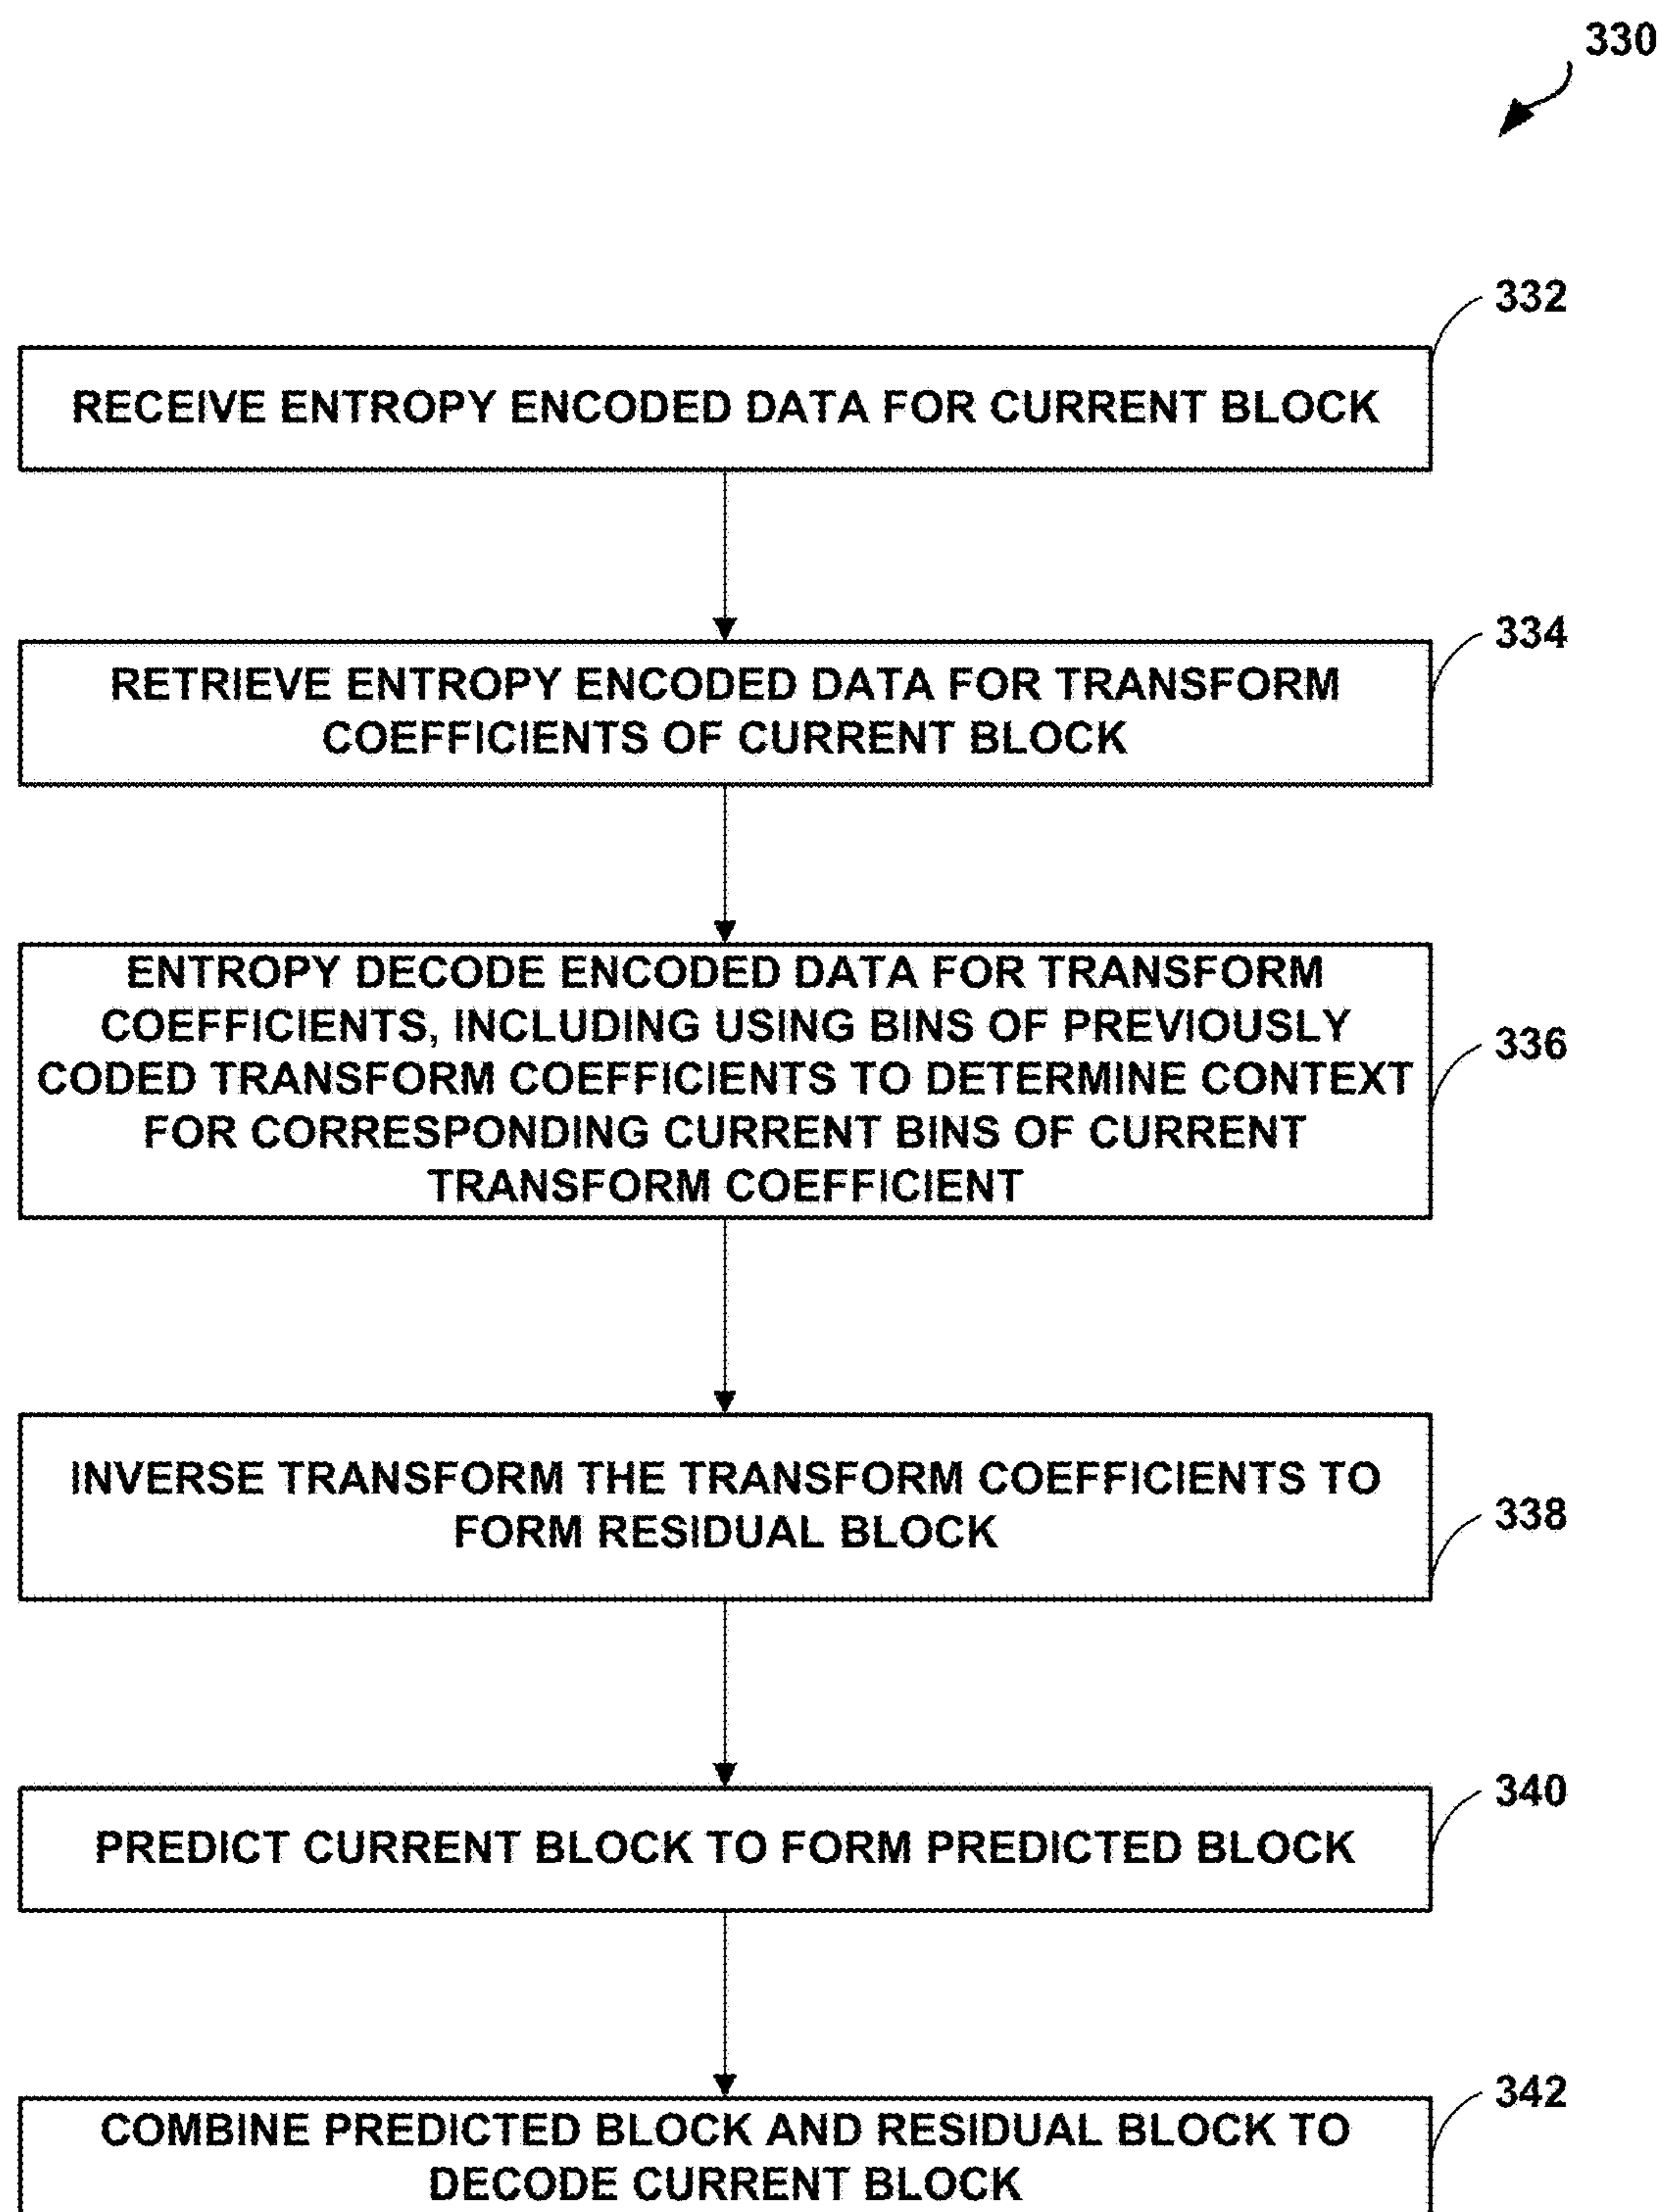 330
332
RECEIVE ENTROPY ENCODED DATA FOR CURRENT BLOCK
334
RETRIEVE ENTROPY ENCODED DATA FOR TRANSFORM
COEFFICIENTS OF CURRENT BLOCK
ENTROPY DECODE ENCODED DATA FOR TRANSFORM
COEFFICIENTS, INCLUDING USING BINS OF PREVIOUSLY
336
CODED TRANSFORM COEFFICIENTS TO DETERMINE CONTEXT
FOR CORRESPONDING CURRENT BINS OF CURRENT
TRANSFORM COEFFICIENT
INVERSE TRANSFORM THE TRANSFORM COEFFICIENTS TO
338
FORM RESIDUAL BLOCK
340
PREDICT CURRENT BLOCK TO FORM PREDICTED BLOCK
342
COMBINE PREDICTED BLOCK AND RESIDUAL BLOCK TO
DECODE CURRENT BLOCK